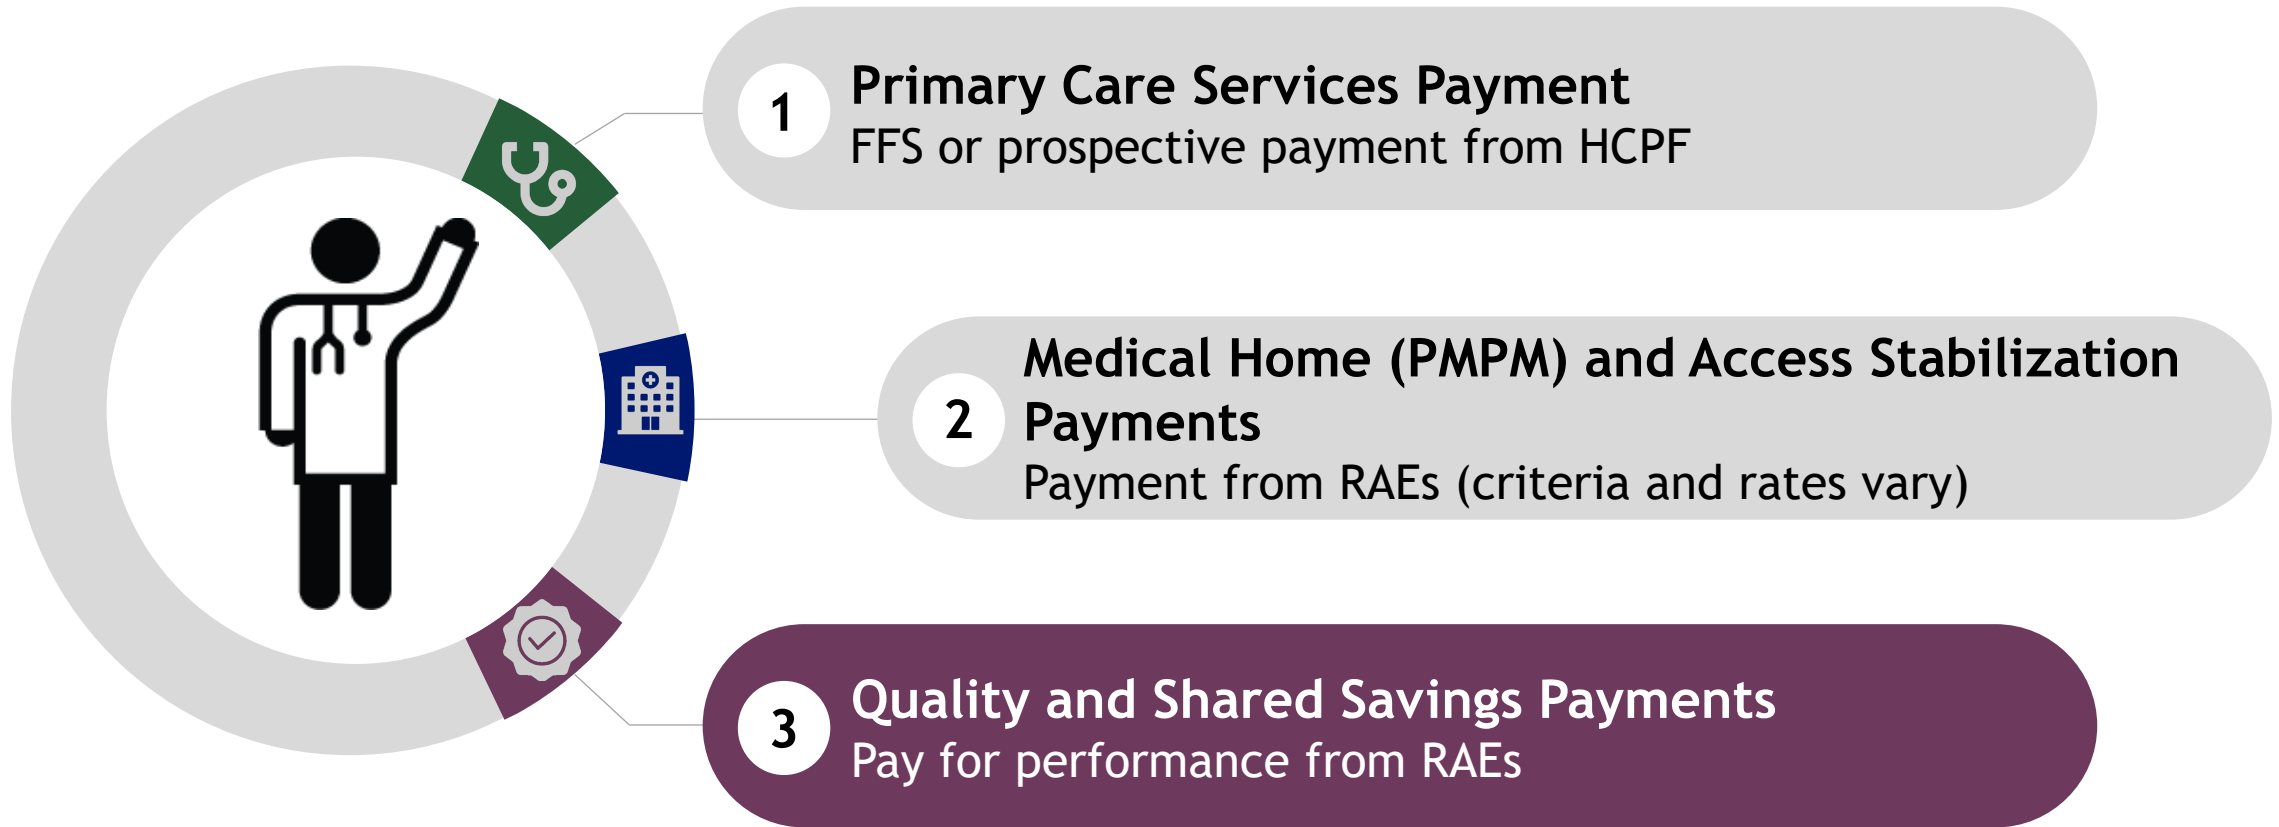 1
Primary Care Services Payment
FFS or prospective payment from HCPF
2
Medical Home (PMPM) and Access Stabilization
Payments
Payment from RAEs (criteria and rates vary)
3
Quality and Shared Savings Payments
Pay for performance from RAEs